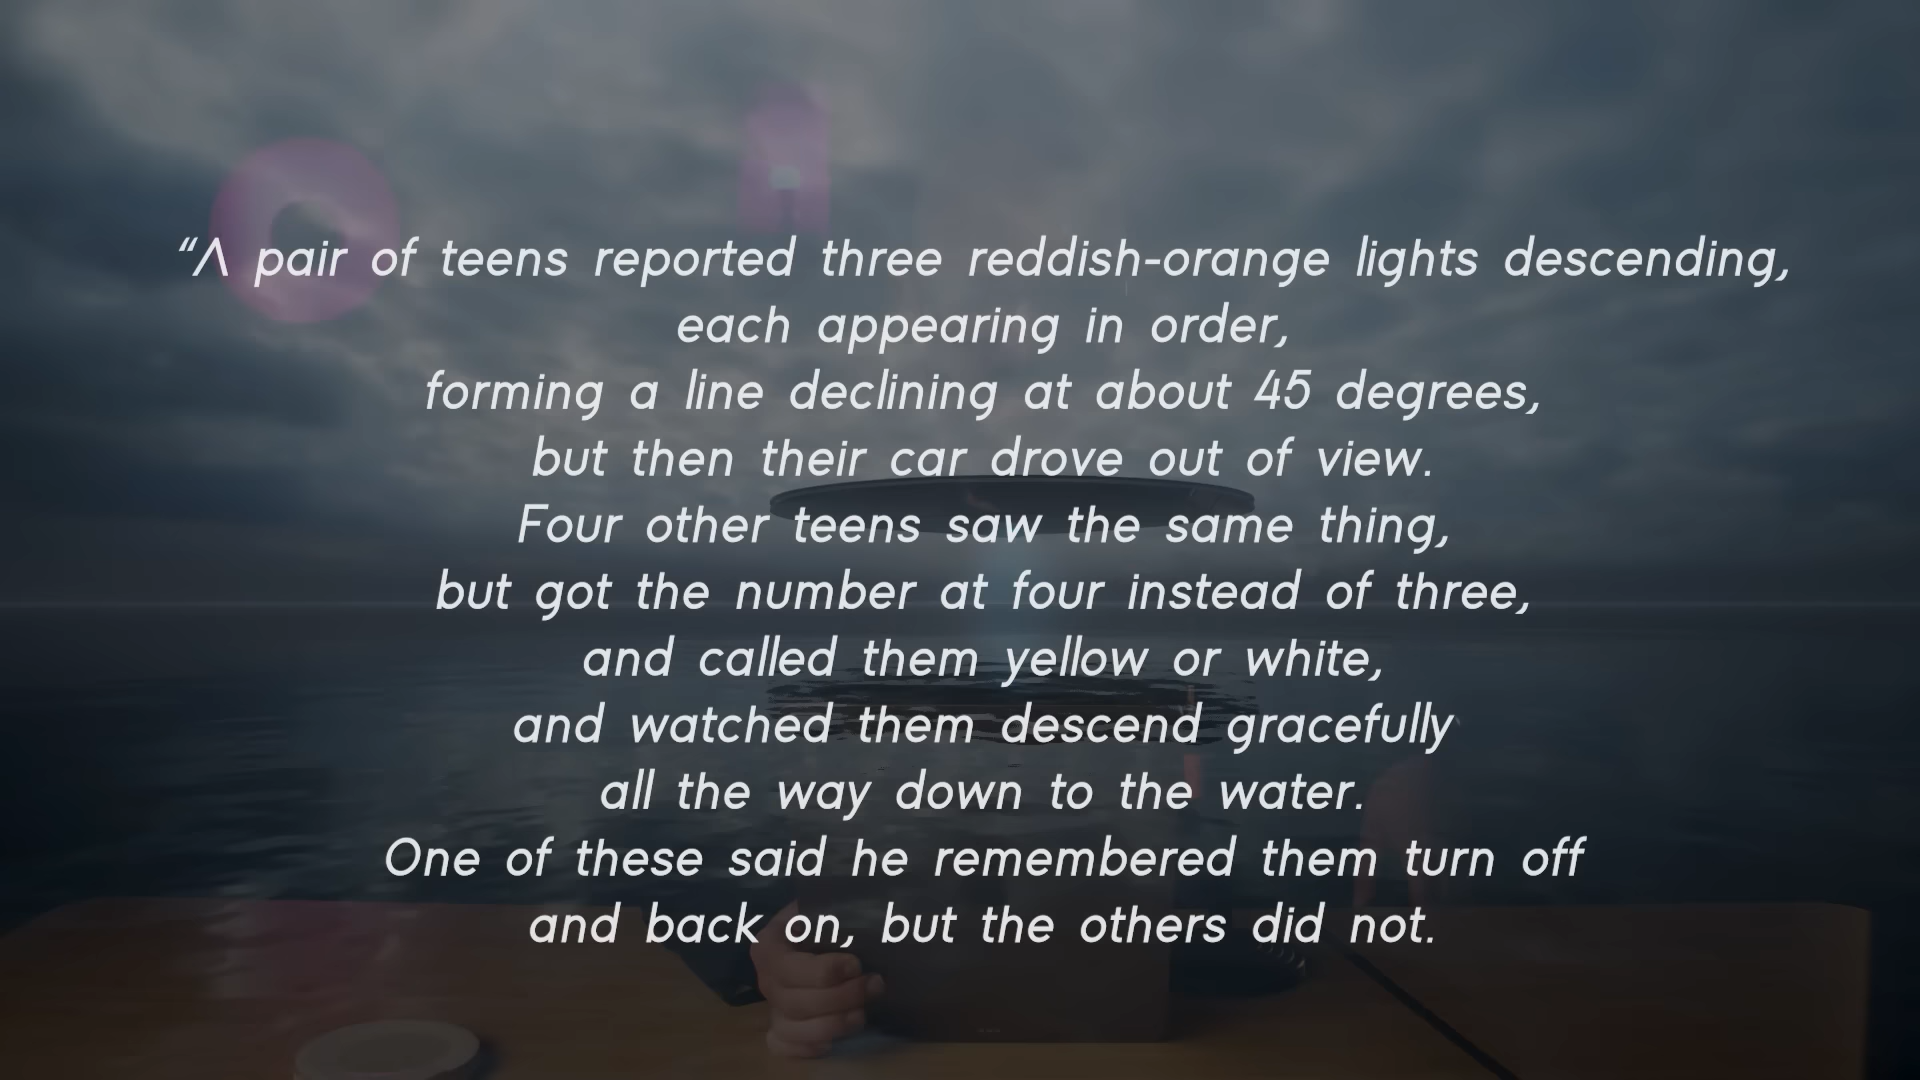 “A pair of teens reported three reddish-orange lights descending,
each appearing in order,
forming a line declining at about 45 degrees,
but then their car drove out of view.
Four other teens saw the same thing,
but got the number at four instead of three,
and called them yellow or white,
and watched them descend gracefully
all the way down to the water.
One of these said he remembered them turn off
and back on, but the others did not.